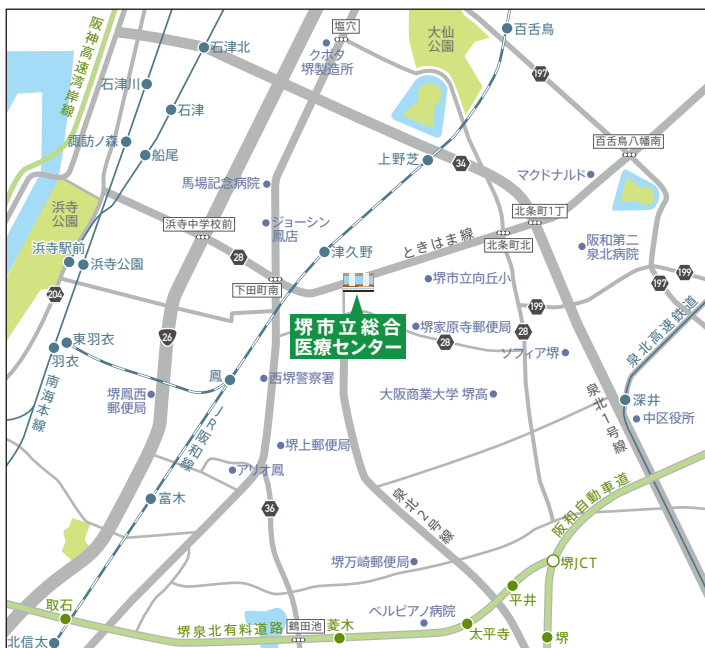 塩穴
大仙
公園
百舌鳥
阪神高速湾岸線
石津北
クボタ
堺製造所
197
石津川
石津
諏訪ノ森
船尾
百舌鳥八幡南
上野芝
34
マクドナルド
馬場記念病院
浜寺
公園
浜寺中学校前
ジョーシン
鳳店
北条町1丁
北条町北
ときはま線
阪和第二
泉北病院
浜寺駅前
浜寺公園
28
津久野
下田町南
堺市立向丘小
199
197
204
199
堺市立総合
医療センター
堺家原寺郵便局
28
28
泉北高速鉄道
26
東羽衣
羽衣
ソフィア堺
南海本線
鳳
西堺警察署
堺鳳西
郵便局
大阪商業大学 堺高
深井
中区役所
JR阪和線
泉北1号線
堺上郵便局
アリオ鳳
富木
36
泉北2号線
阪和自動車道
堺万崎郵便局
堺JCT
取石
平井
ベルピアノ病院
堺泉北有料道路
鶴田池
菱木
太平寺
堺
北信太